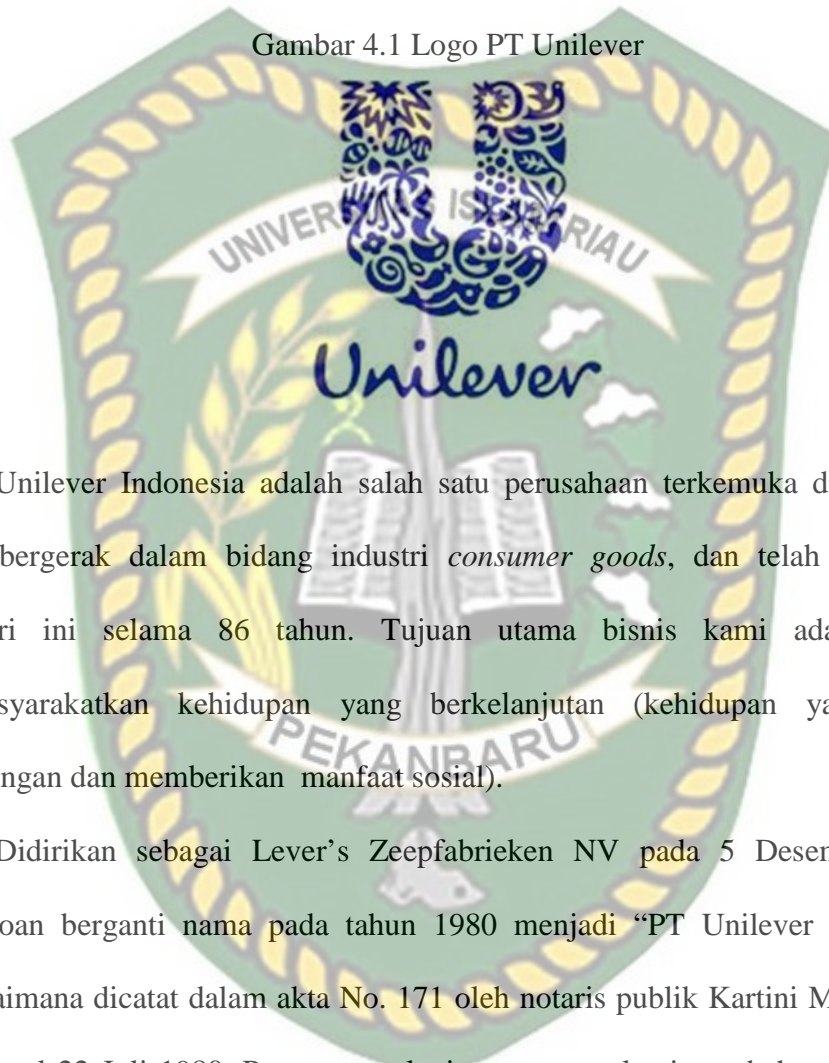 Gambar 4.1 Logo PT Unilever
UNIVERSITAS ISLAM RIAU
Unilever
Unilever Indonesia adalah salah satu perusahaan terkemuka d
bergerak dalam bidang industri consumer goods, dan telah
ri ini selama 86 tahun. Tujuan utama bisnis kami ada
syarakatkan kehidupan yang berkelanjutan (kehidupan ya
ngan dan memberikan manfaat sosial).
PEKANBARU
Didirikan sebagai Lever’s Zeepfabrieken NV pada 5 Desen
oan berganti nama pada tahun 1980 menjadi “PT Unilever
aimana dicatat dalam akta No. 171 oleh notaris publik Kartini M